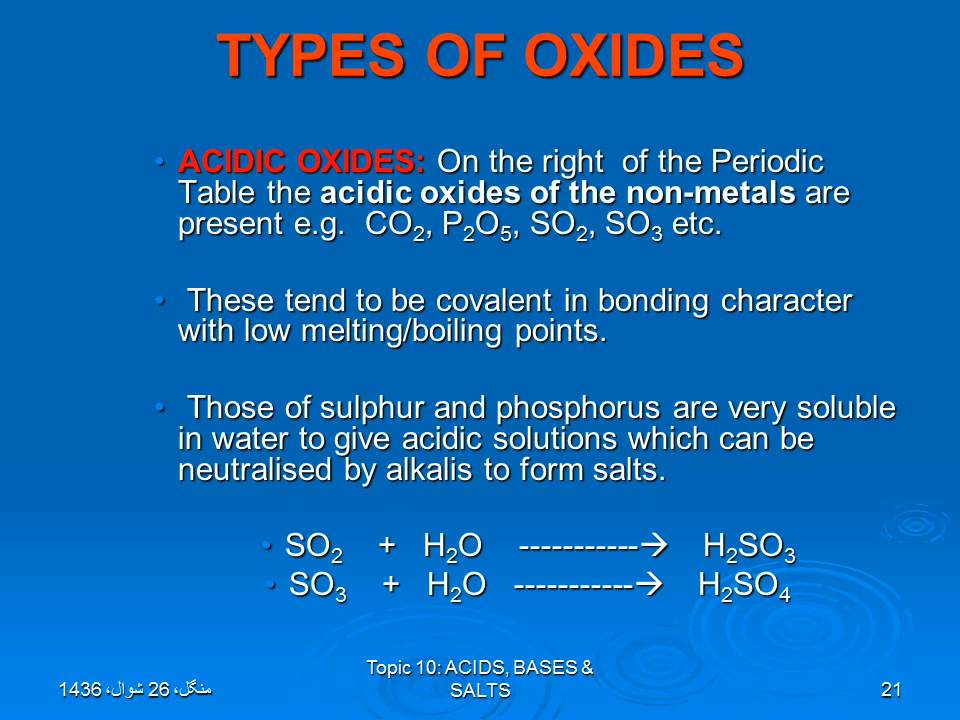 TYPES OF OXIDES
• ACIDIC OXIDES: On the right of the Periodic
Table the acidic oxides of the non-metals are
present e.g. CO₂, P₂O₅, SO₂, SO₃ etc.
• These tend to be covalent in bonding character
with low melting/boiling points.
• Those of sulphur and phosphorus are very soluble
in water to give acidic solutions which can be
neutralised by alkalis to form salts.
• SO₂ + H₂O -----------→ H₂SO₃
• SO₃ + H₂O -----------→ H₂SO₄
منگل، 26 شوال، 1436
Topic 10: ACIDS, BASES &
SALTS
21